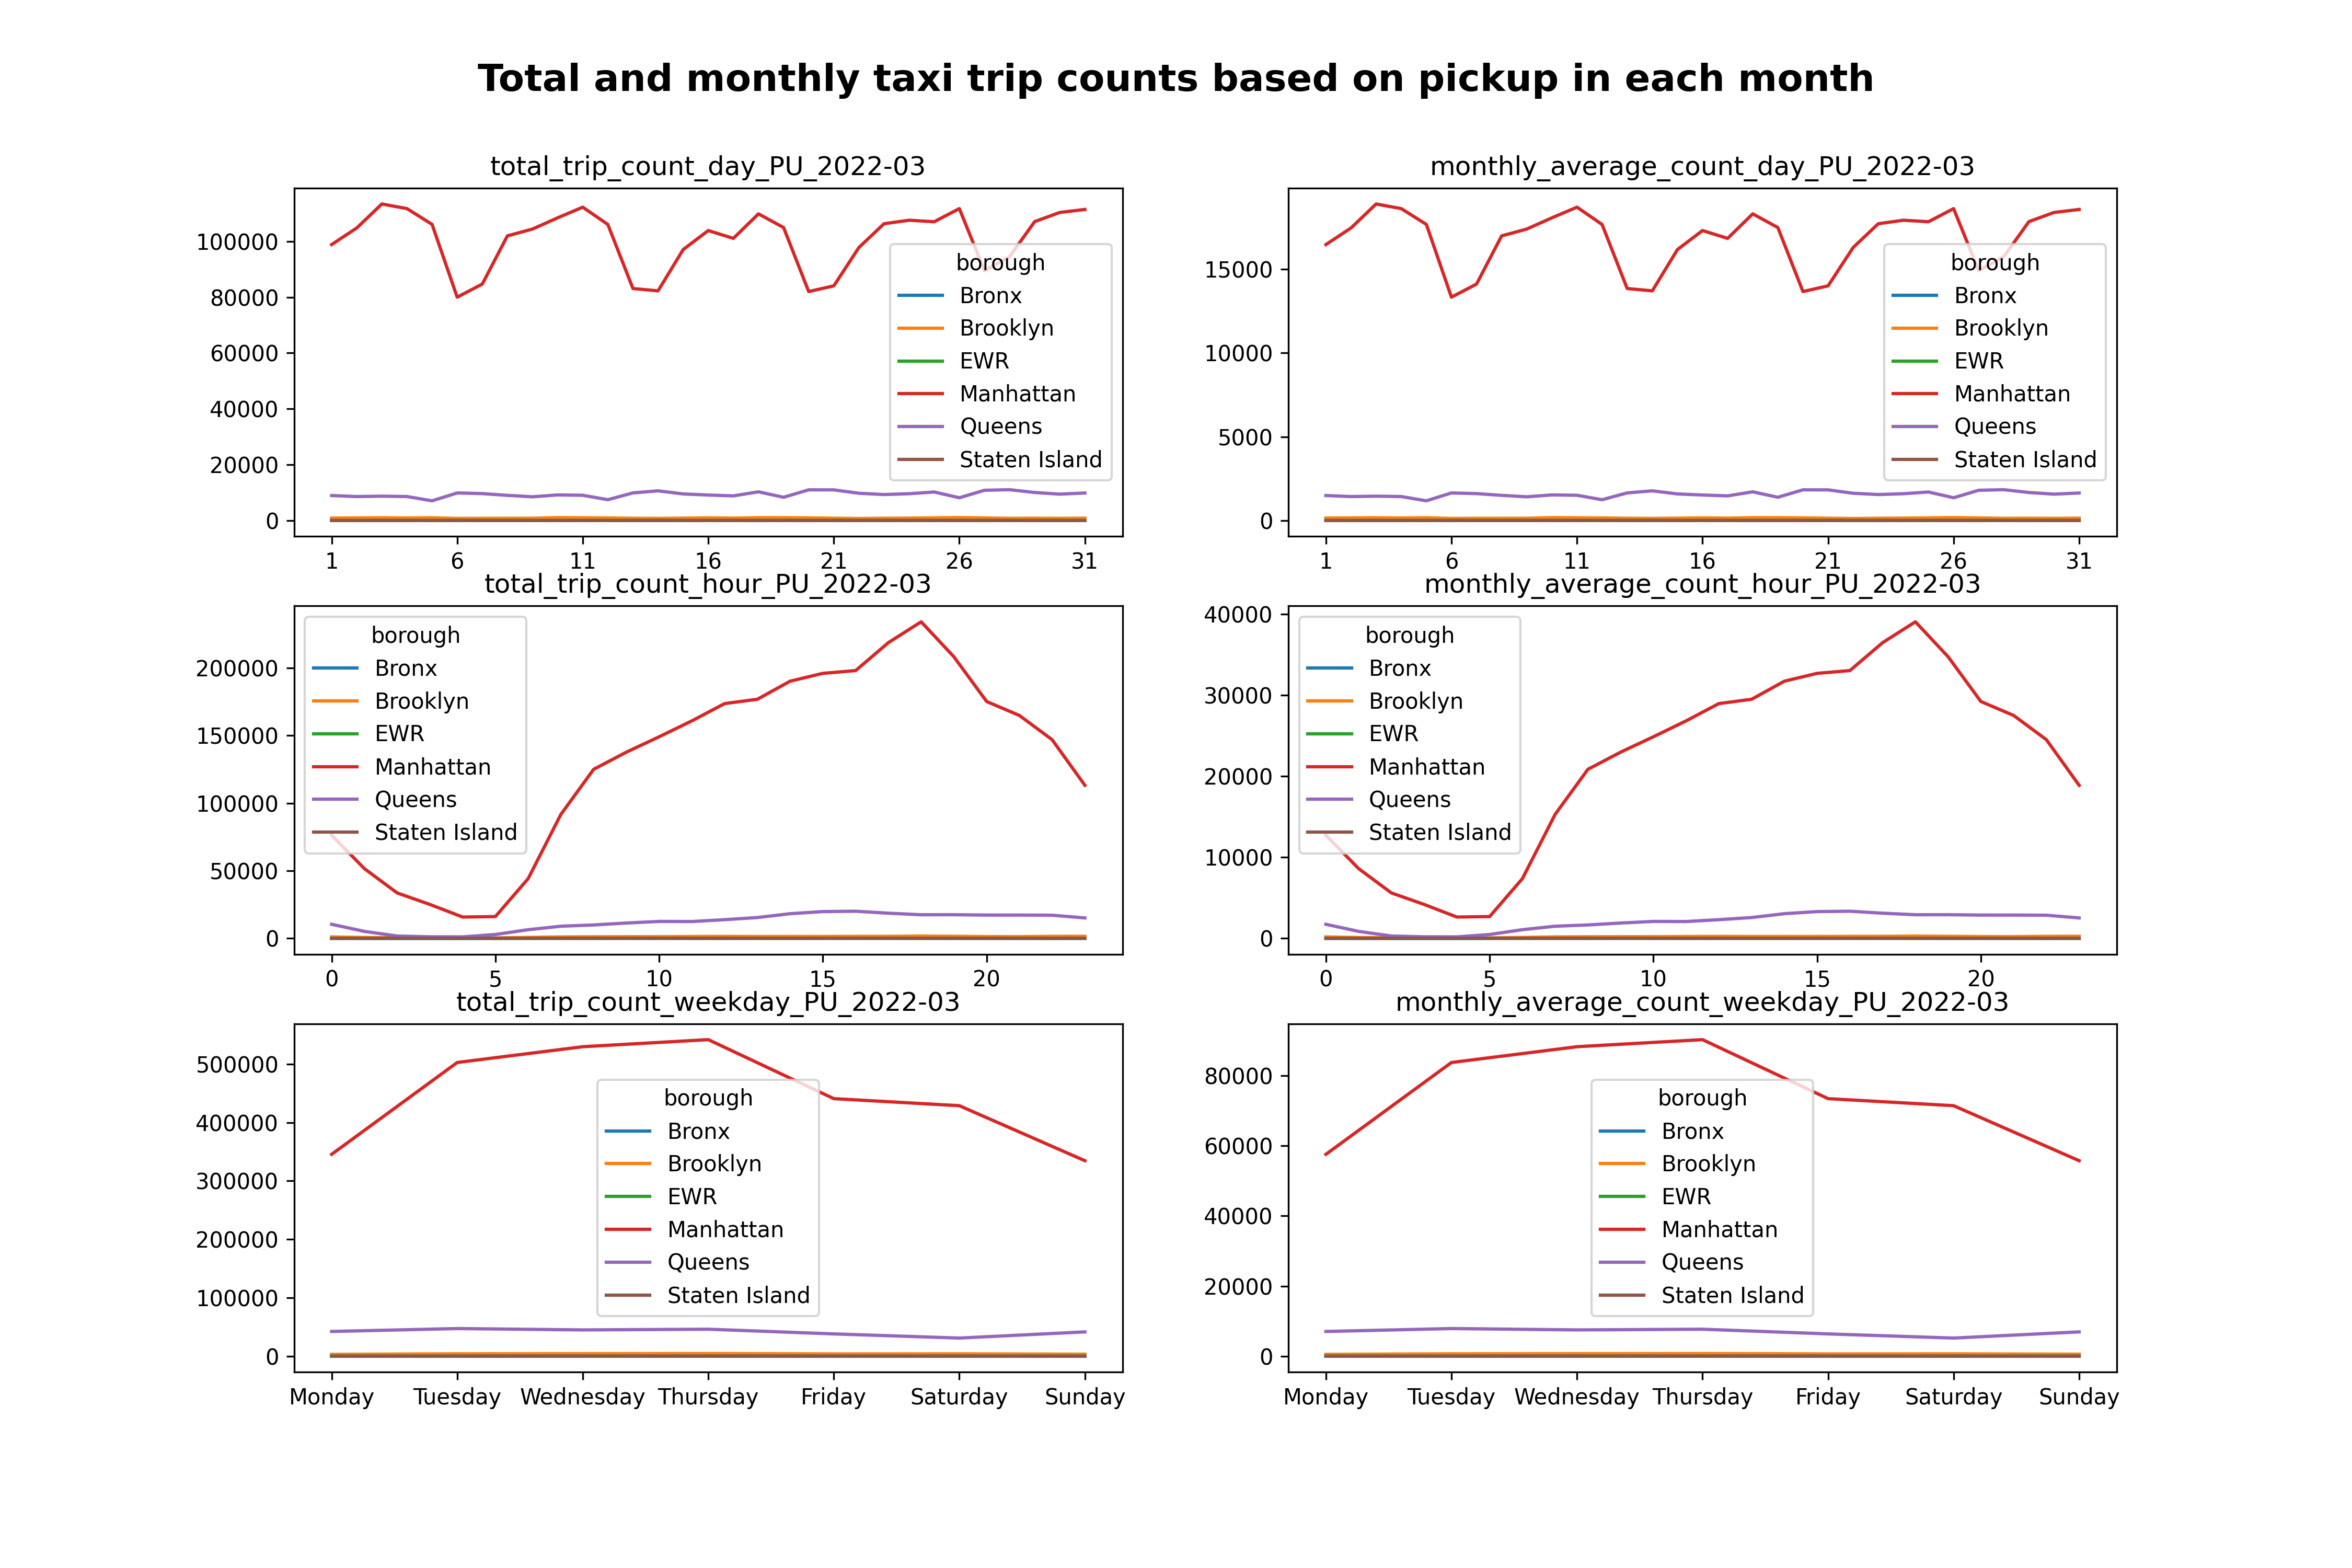 Total and monthly taxi trip counts based on pickup in each month
total_trip_count_day_PU_2022-03
100000
80000
60000
40000
20000
0
1 6 11 16 21 26 31
borough
Bronx
Brooklyn
EWR
Manhattan
Queens
Staten Island
monthly_average_count_day_PU_2022-03
15000
10000
5000
0
1 6 11 16 21 26 31
borough
Bronx
Brooklyn
EWR
Manhattan
Queens
Staten Island
total_trip_count_hour_PU_2022-03
200000
150000
100000
50000
0
0 5 10 15 20
borough
Bronx
Brooklyn
EWR
Manhattan
Queens
Staten Island
monthly_average_count_hour_PU_2022-03
40000
30000
20000
10000
0
0 5 10 15 20
borough
Bronx
Brooklyn
EWR
Manhattan
Queens
Staten Island
total_trip_count_weekday_PU_2022-03
500000
400000
300000
200000
100000
0
Monday Tuesday Wednesday Thursday Friday Saturday Sunday
borough
Bronx
Brooklyn
EWR
Manhattan
Queens
Staten Island
monthly_average_count_weekday_PU_2022-03
80000
60000
40000
20000
0
Monday Tuesday Wednesday Thursday Friday Saturday Sunday
borough
Bronx
Brooklyn
EWR
Manhattan
Queens
Staten Island